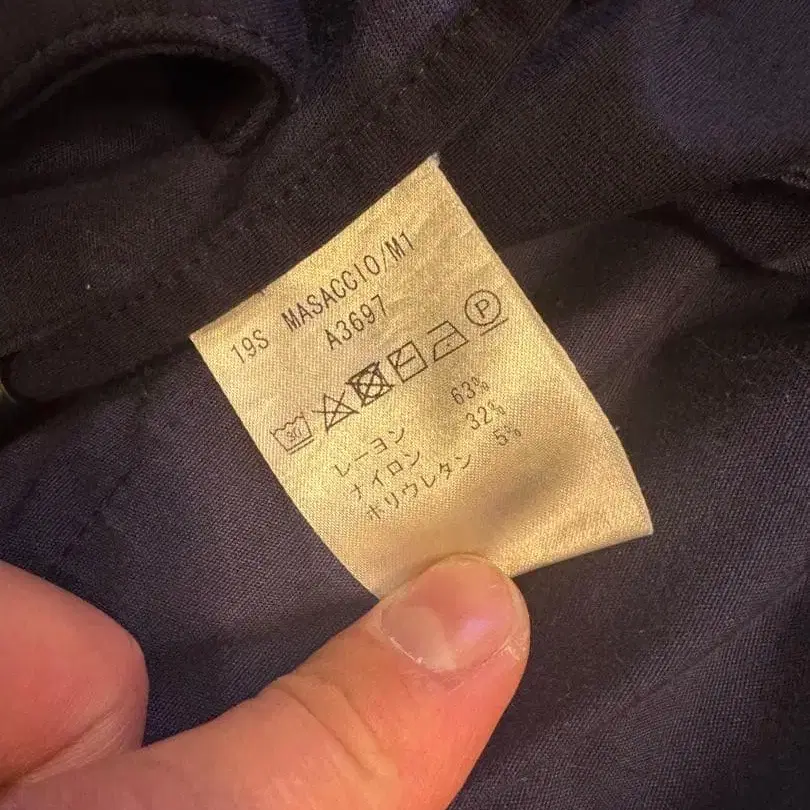 19S MASACCIO/M1
A3697
30 P
レーヨン 63%
ナイロン 32%
ポリウレタン 5%